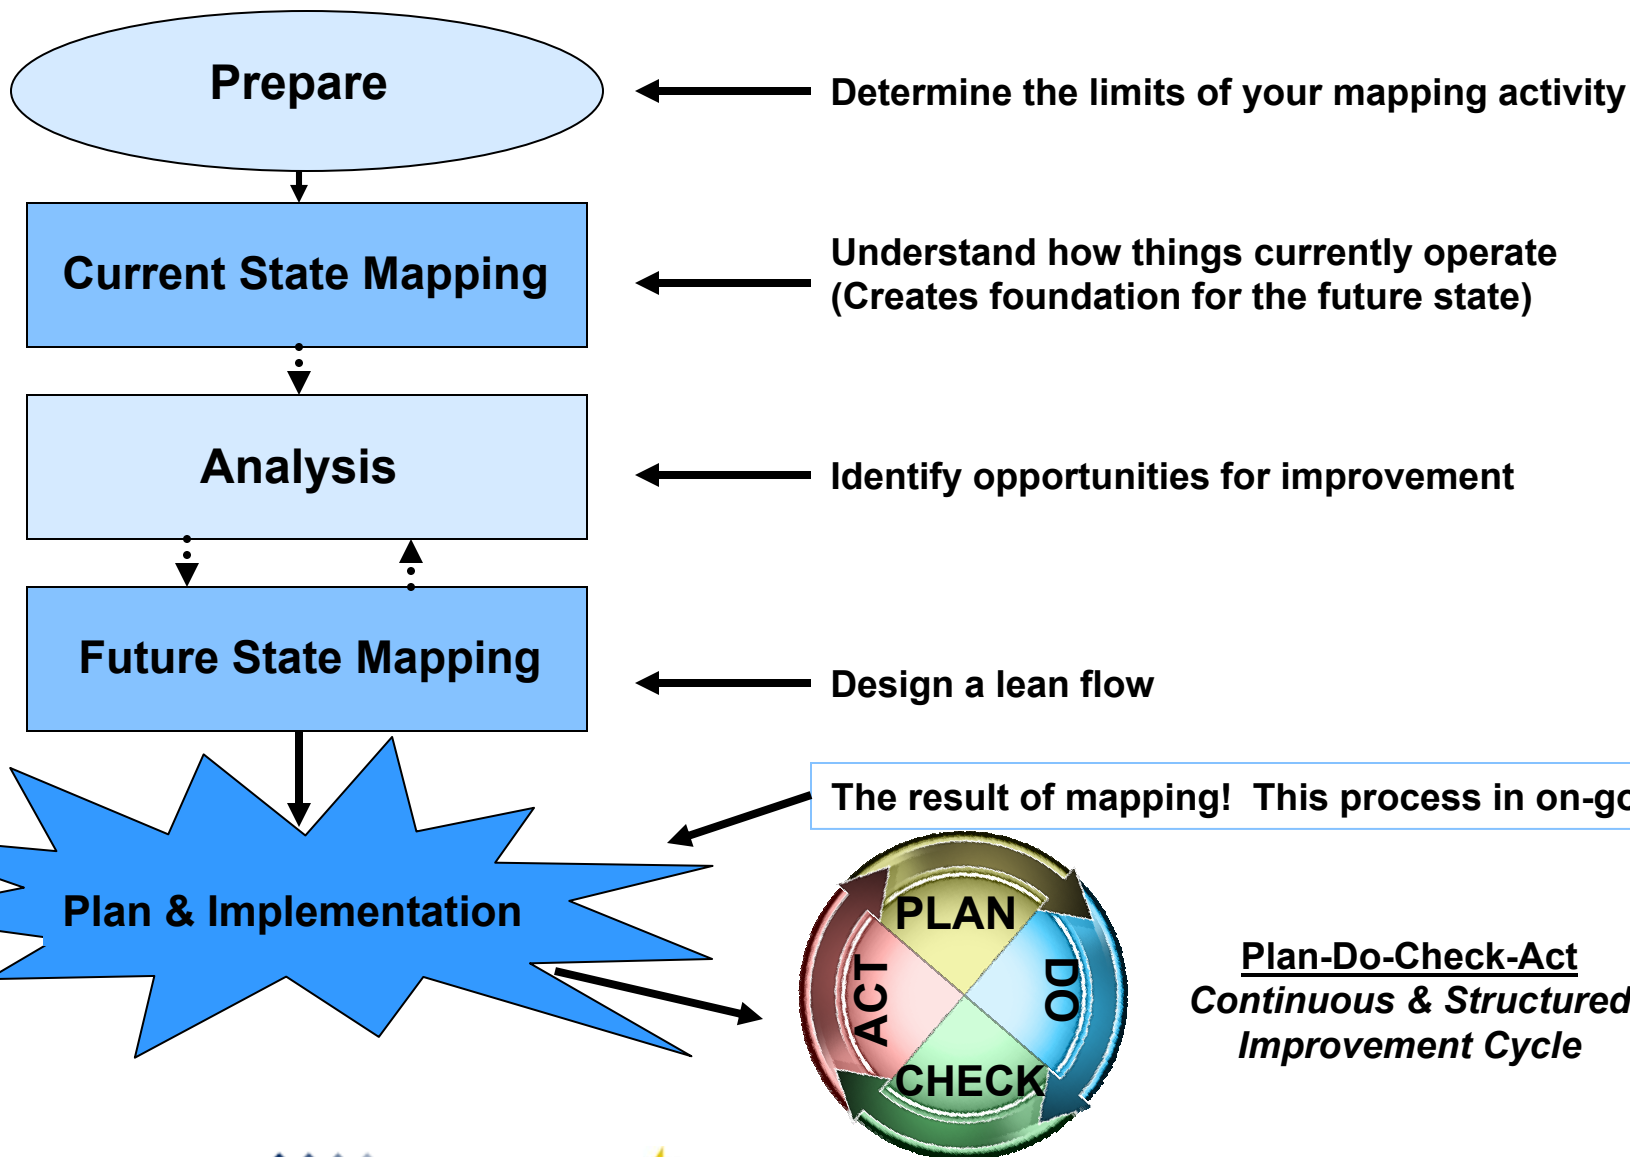 Prepare
Determine the limits of your mapping activity
Current State Mapping
Understand how things currently operate
(Creates foundation for the future state)
Analysis
Identify opportunities for improvement
Future State Mapping
Design a lean flow
The result of mapping! This process in on-go
Plan & Implementation
PLAN
DO
CHECK
ACT
Plan-Do-Check-Act
Continuous & Structured
Improvement Cycle